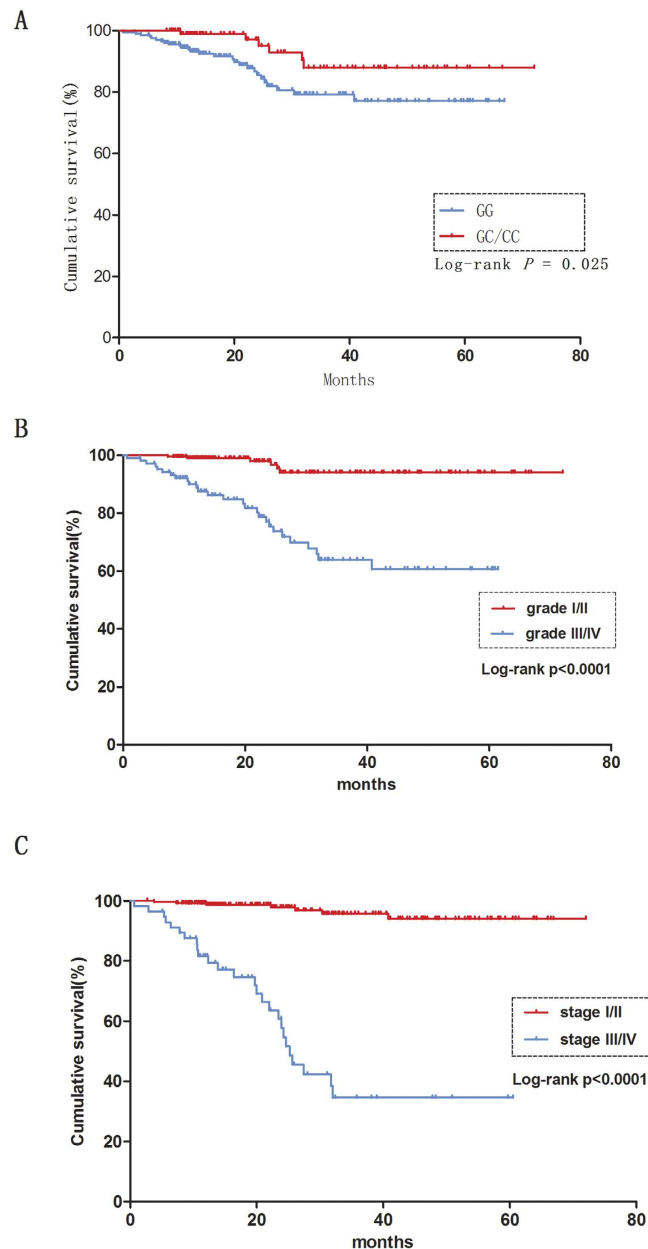 A
Cumulative survival(%)
100
80
60
40
20
0
GG
GC/CC
Log-rank P = 0.025
0 20 40 60 80
Months
B
Cumulative survival(%)
100
80
60
40
20
0
grade I/II
grade III/IV
Log-rank p<0.0001
0 20 40 60 80
months
C
Cumulative survival(%)
100
80
60
40
20
0
stage I/II
stage III/IV
Log-rank p<0.0001
0 20 40 60 80
months